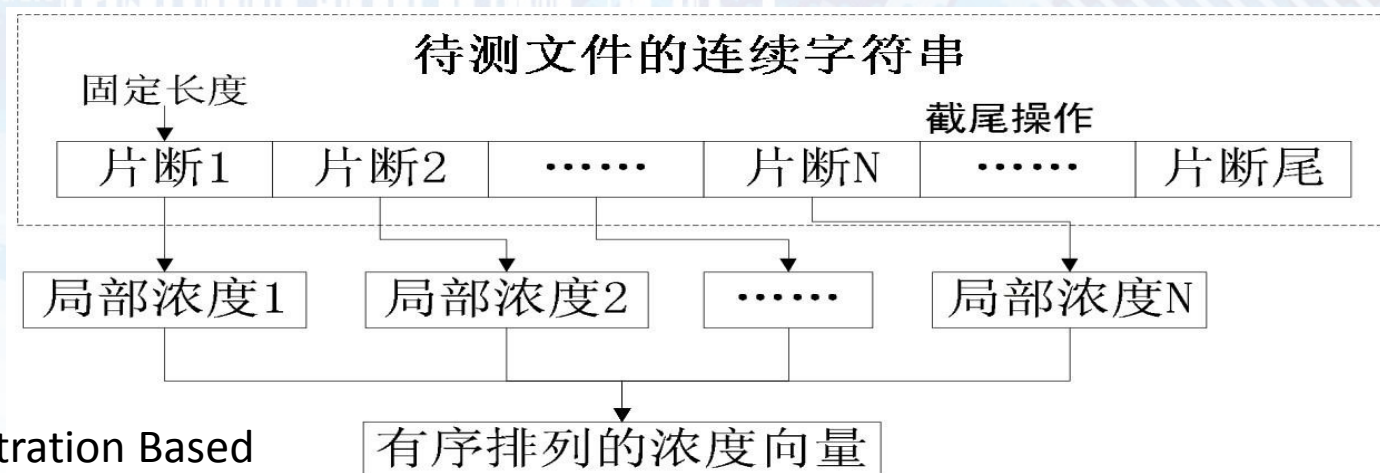 待测文件的连续字符串
固定长度
截尾操作
片断1 片断2 …… 片断N …… 片断尾
局部浓度1 局部浓度2 …… 局部浓度N
有序排列的浓度向量
Based